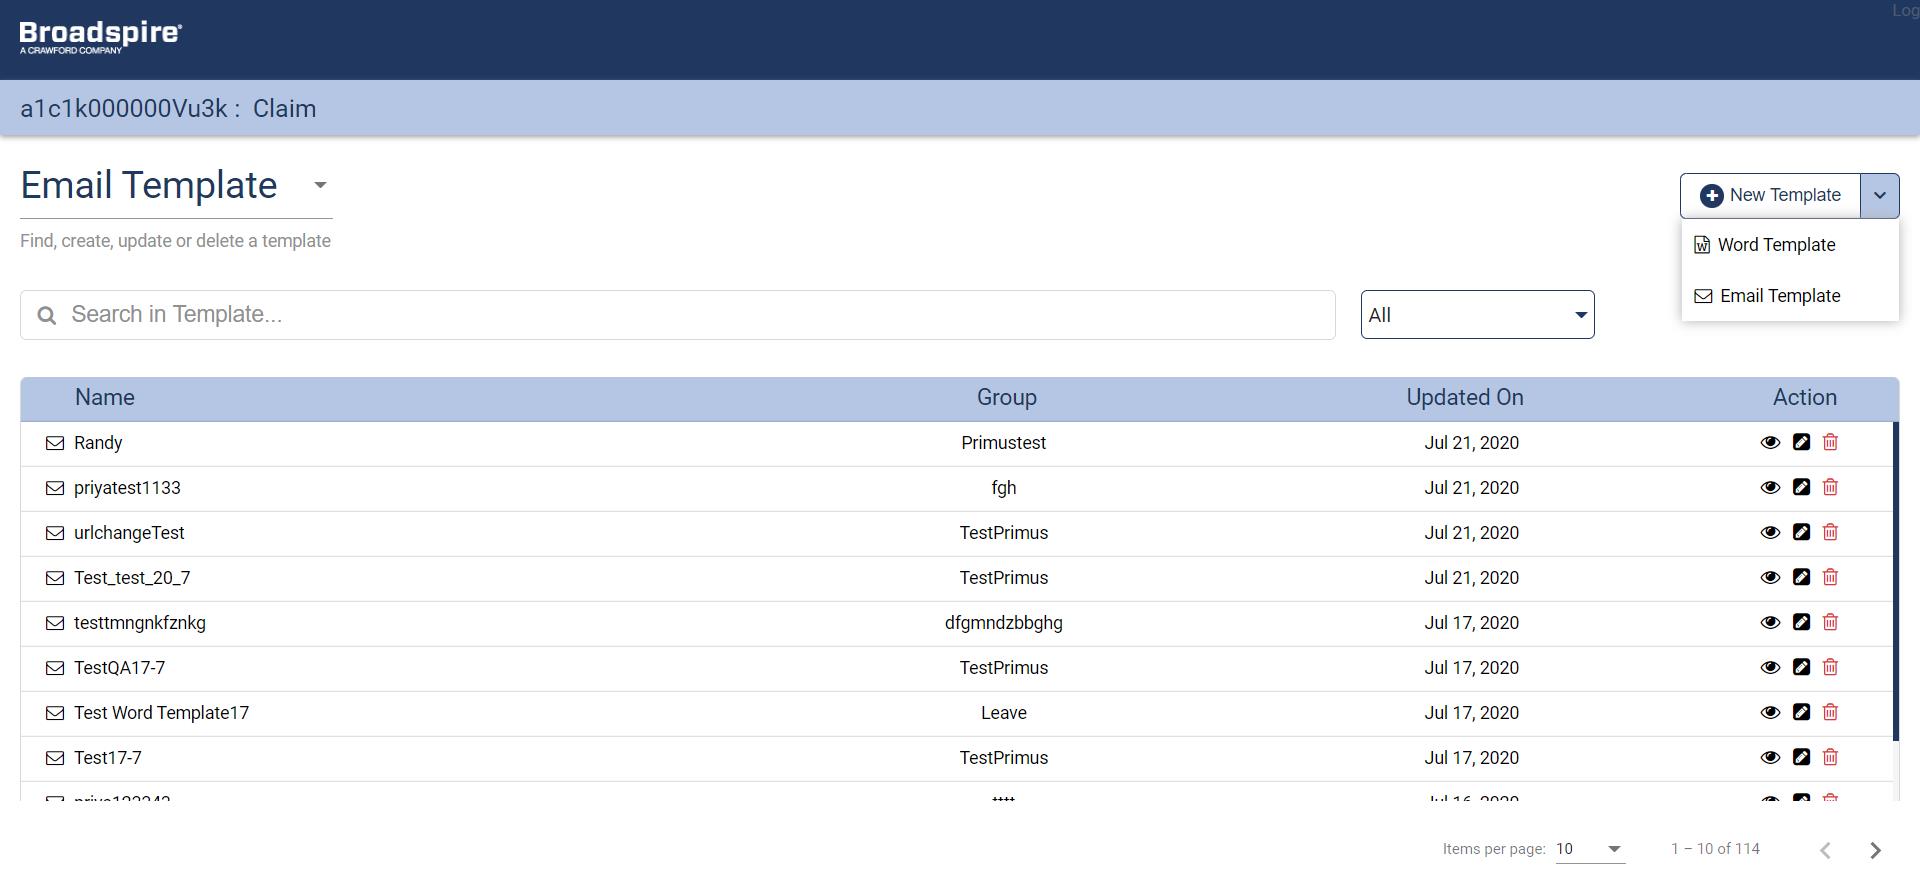 Log
Broadspire®
A CRAWFORD COMPANY
a1c1k000000Vu3k : Claim
Email Template
New Template
Find, create, update or delete a template
Word Template
Email Template
Search in Template...
All
Name Group Updated On Action
Randy Primustest Jul 21, 2020
priyatest1133 fgh Jul 21, 2020
urlchangeTest TestPrimus Jul 21, 2020
Test_test_20_7 TestPrimus Jul 21, 2020
testtmngnkfznkg dfgmndzbbghg Jul 17, 2020
TestQA17-7 TestPrimus Jul 17, 2020
Test Word Template17 Leave Jul 17, 2020
Test17-7 TestPrimus Jul 17, 2020
Jul 16, 2020
Items per page: 10 1 – 10 of 114